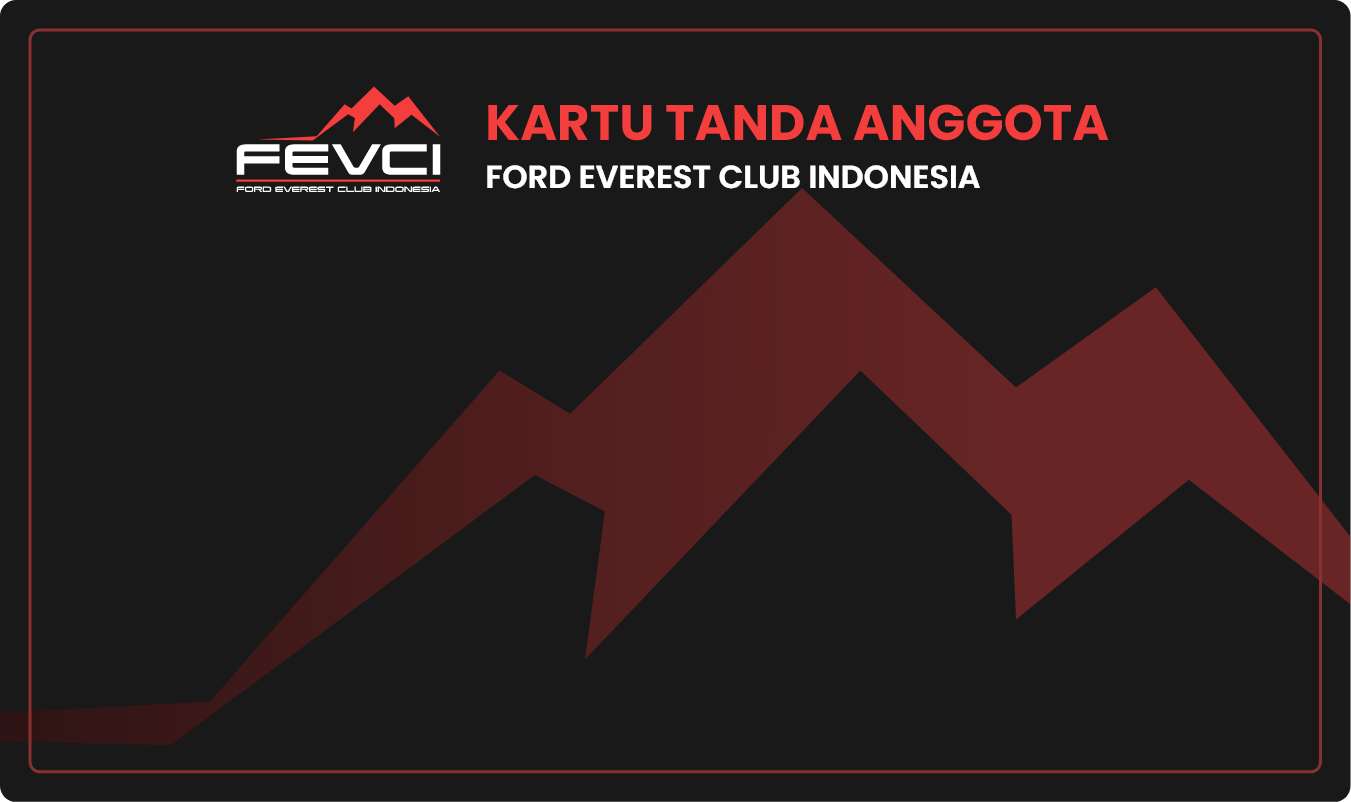 FEVCI
FORD EVEREST CLUB INDONESIA
KARTU TANDA ANGGOTA
FORD EVEREST CLUB INDONESIA